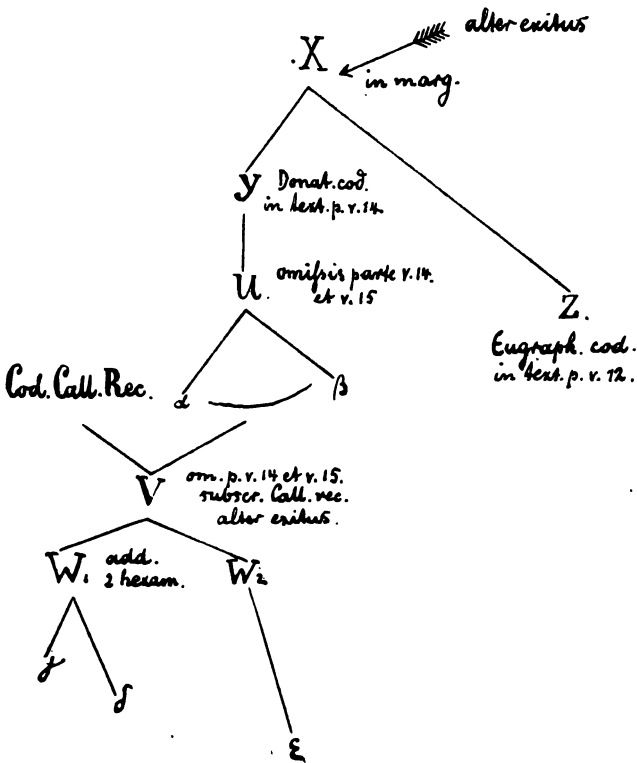 alter exitus
X
in marg.
y Donat. cod.
in text. p. v. 14.
U. omissis parte v. 14.
et v. 15
Z.
Eugraph. cod.
in text. p. v. 12.
Cod. Call. Rec. α β
V om. p. v. 14 et v. 15.
subscr. Call. rec.
alter exitus.
W1 add.
2 hexam.
W2
γ
δ
ε